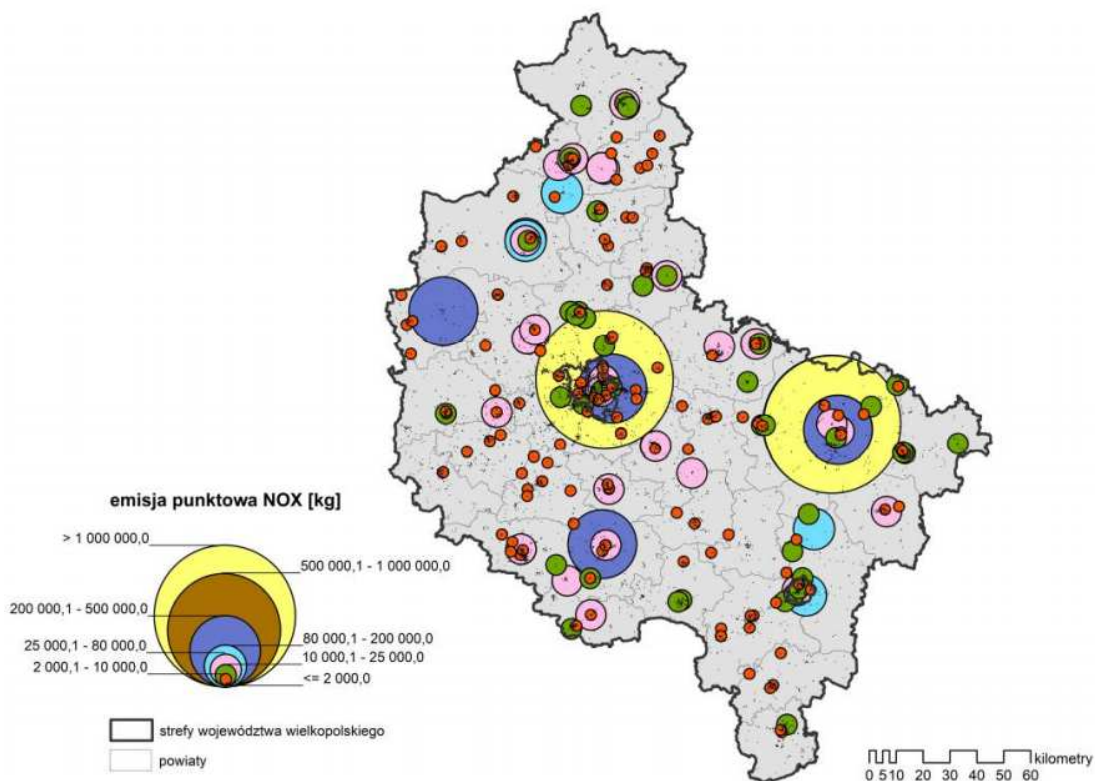 emisja punktowa NOX [kg]
> 1 000 000,0
500 000,1 - 1 000 000,0
200 000,1 - 500 000,0
80 000,1 - 200 000,0
25 000,1 - 80 000,0
10 000,1 - 25 000,0
2 000,1 - 10 000,0
<= 2 000,0
strefy województwa wielkopolskiego
powiaty
kilometry
0 5 10 20 30 40 50 60